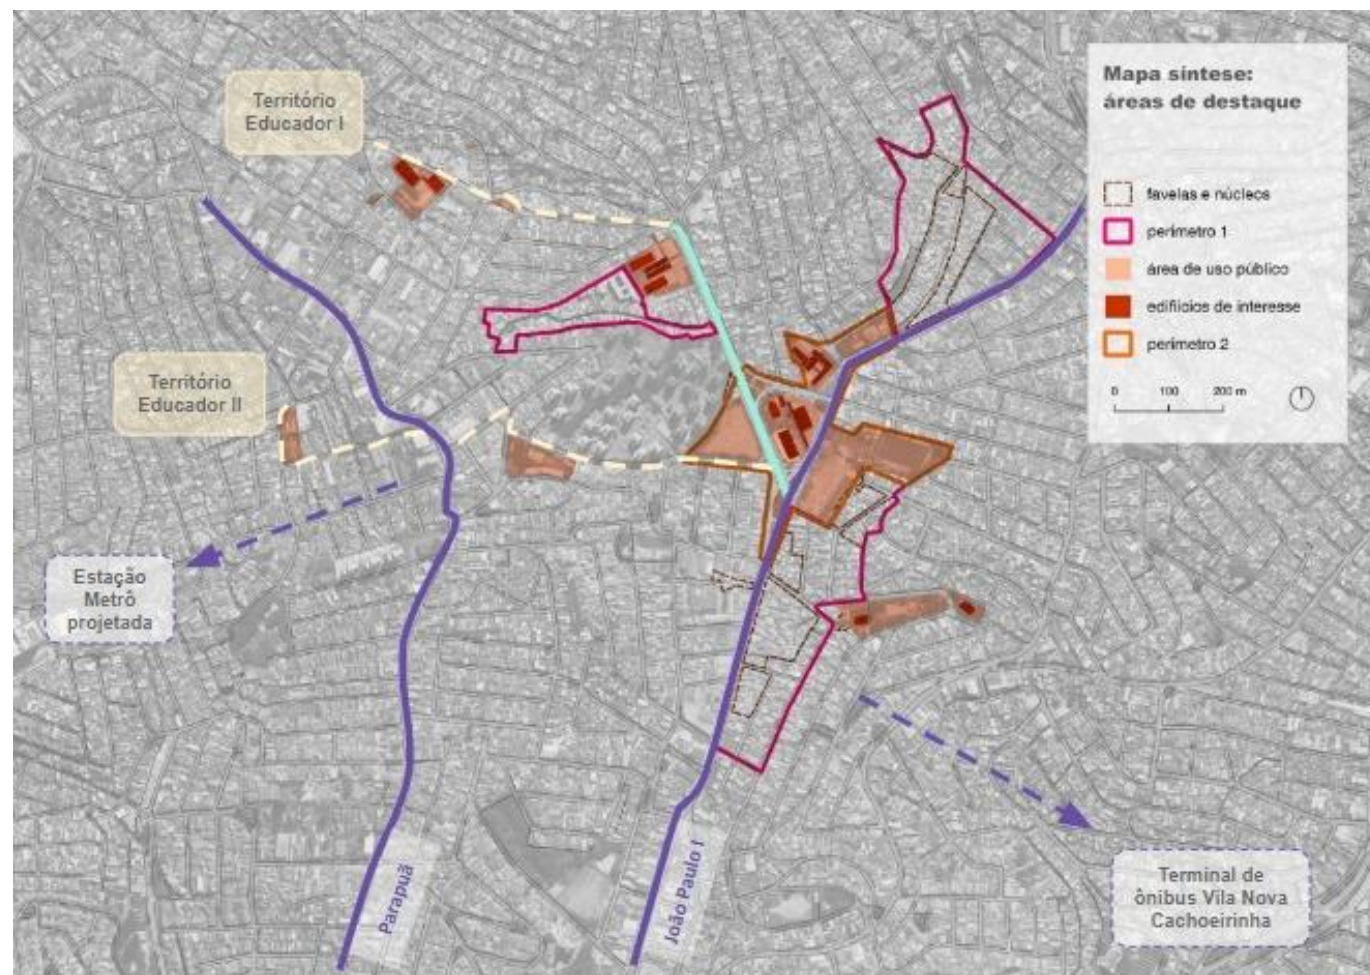 Território
Educador I
Território
Educador II
Estação
Metrô
projetada
Parapuã
João Paulo I
Terminal de
ônibus Vila Nova
Cachoeirinha
Mapa síntese:
áreas de destaque
favelas e núcleos
perímetro 1
área de uso público
edifícios de interesse
perímetro 2
0 100 200 m